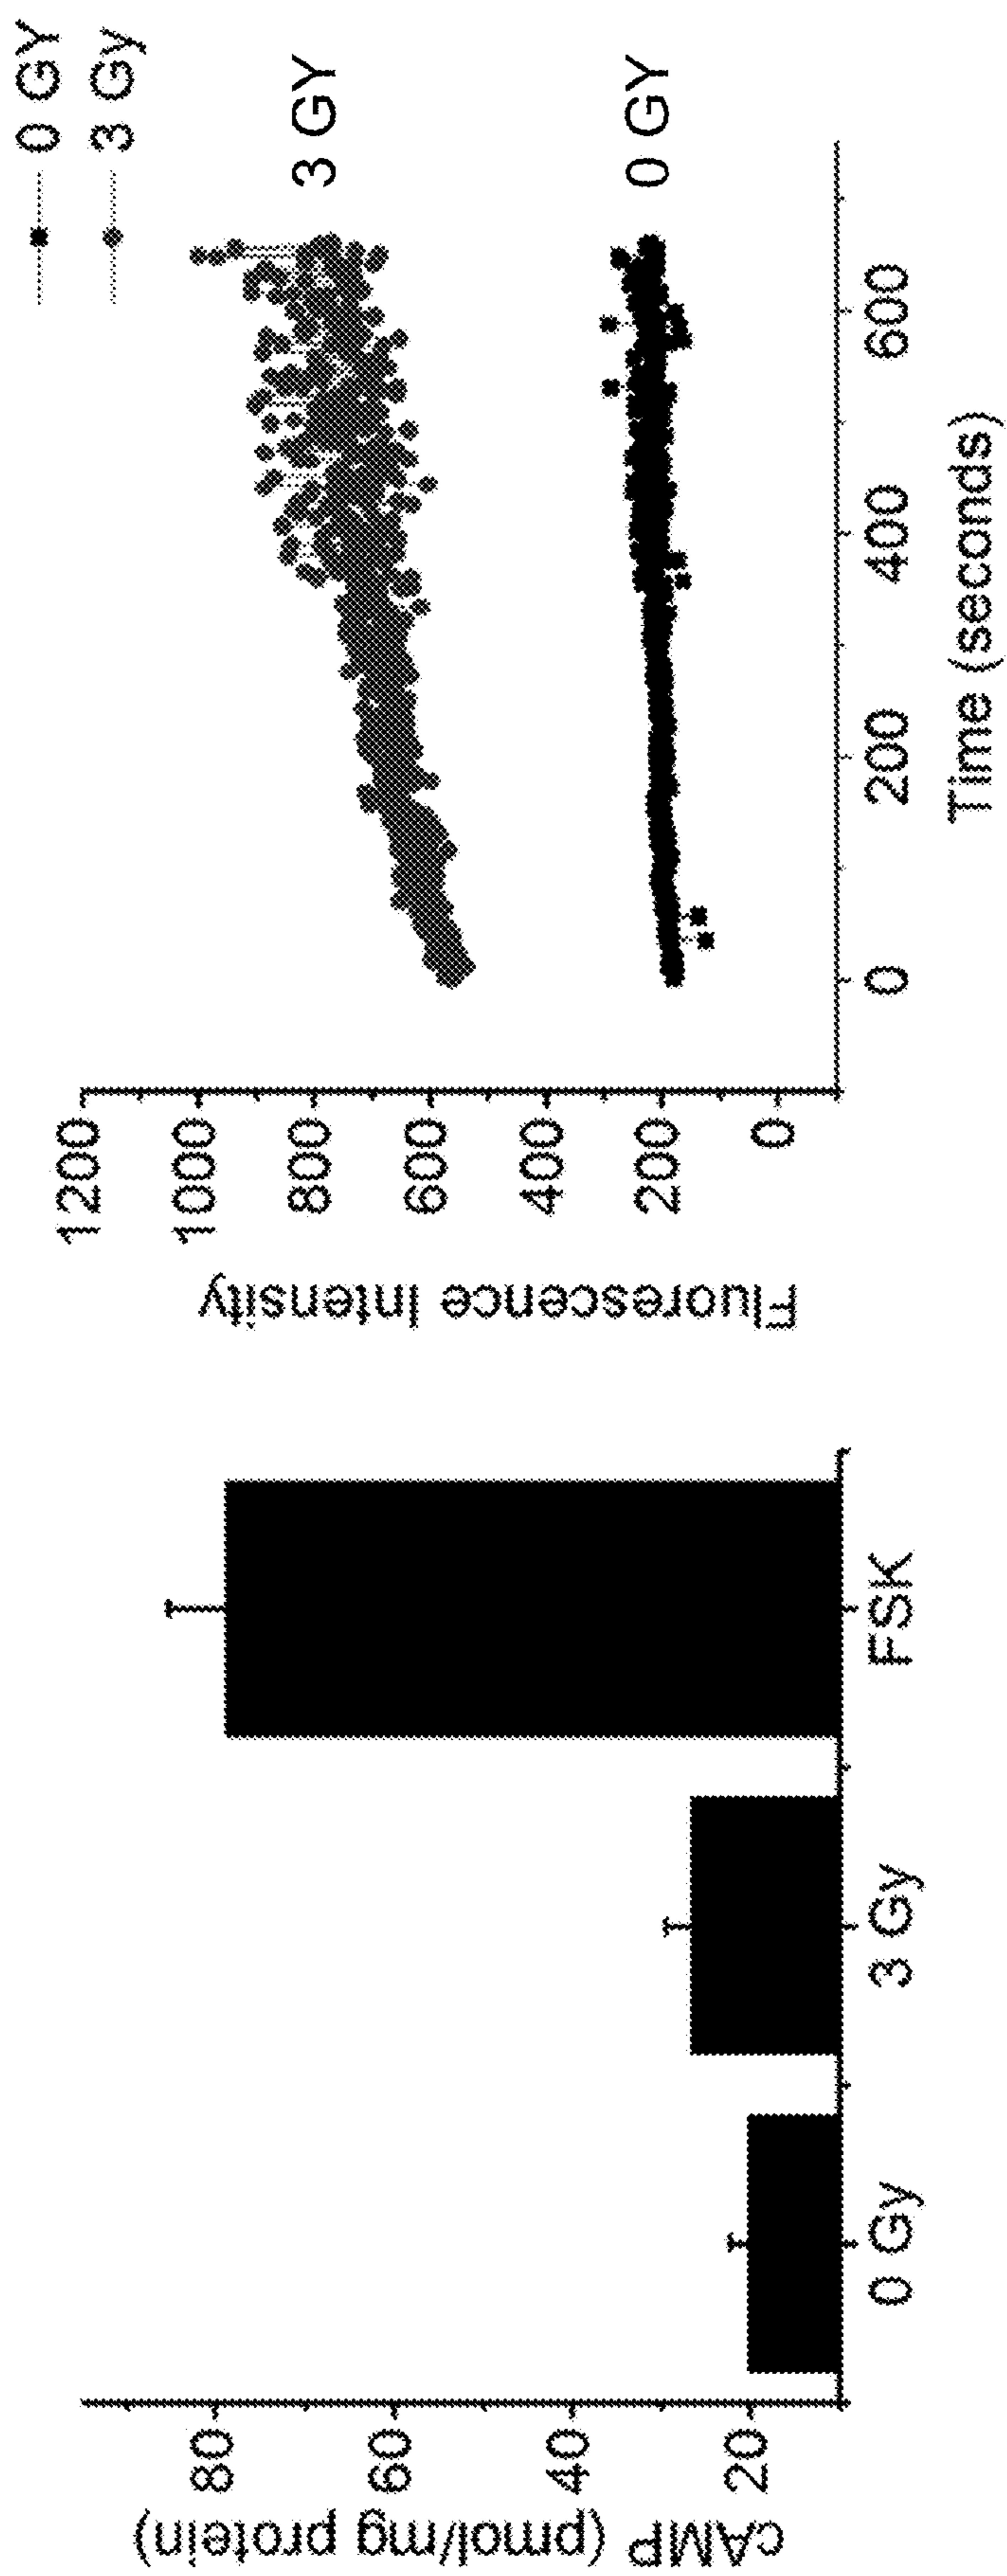 cAMP (pmol/mg protein)
80
60
40
20
0 Gy
3 Gy
FSK
Fluorescence Intensity
1200
1000
800
600
400
200
0
0
200
400
600
Time (seconds)
0 GY
3 Gy
3 GY
0 GY